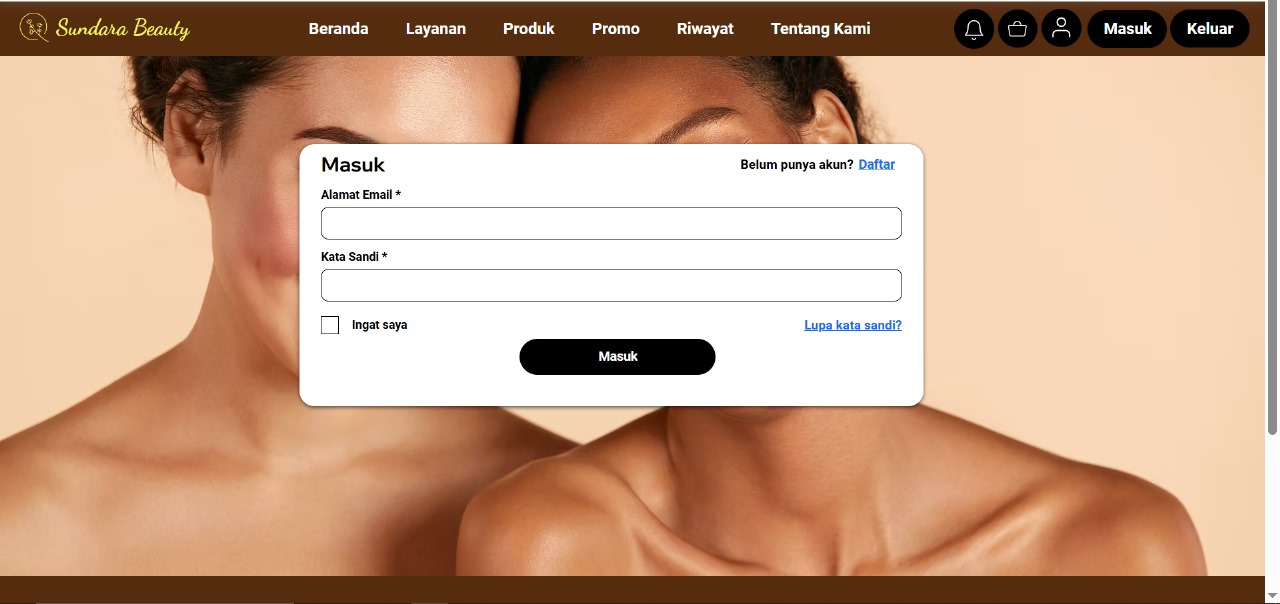 Sundara Beauty Beranda Layanan Produk Promo Riwayat Tentang Kami Masuk Keluar
Masuk Belum punya akun? Daftar
Alamat Email *
Kata Sandi *
Ingat saya Lupa kata sandi?
Masuk